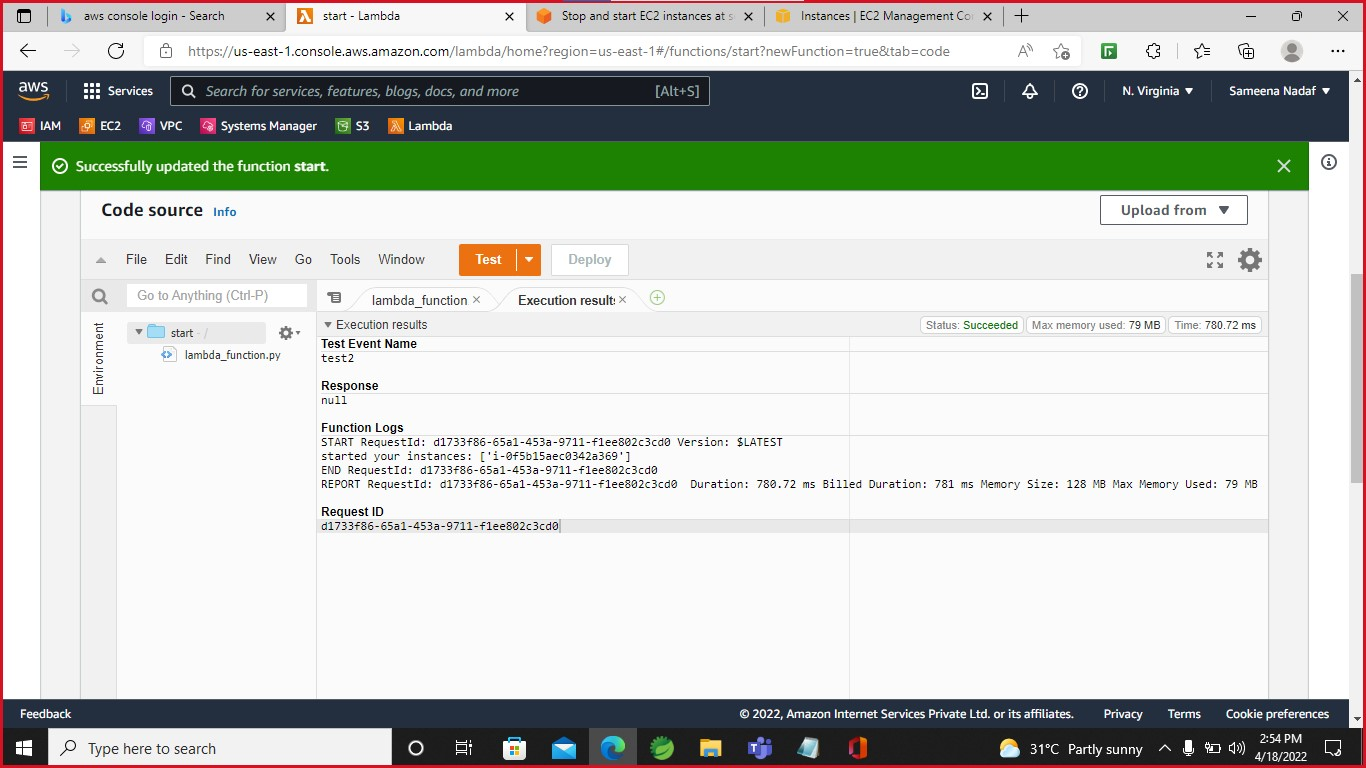 aws console login - Search
start - Lambda
Stop and start EC2 instances at s
Instances | EC2 Management Co
https://us-east-1.console.aws.amazon.com/lambda/home?region=us-east-1#/functions/start?newFunction=true&tab=code
aws
Services
Search for services, features, blogs, docs, and more
[Alt+S]
N. Virginia
Sameena Nadaf
IAM
EC2
VPC
Systems Manager
S3
Lambda
Successfully updated the function start.
Code source Info
Upload from
File Edit Find View Go Tools Window
Test
Deploy
Go to Anything (Ctrl-P)
lambda_function
Execution results
Environment
start - /
lambda_function.py
Execution results
Status: Succeeded
Max memory used: 79 MB
Time: 780.72 ms
Test Event Name
test2
Response
null
Function Logs
START RequestId: d1733f86-65a1-453a-9711-f1ee802c3cd0 Version: $LATEST
started your instances: ['i-0f5b15aec0342a369']
END RequestId: d1733f86-65a1-453a-9711-f1ee802c3cd0
REPORT RequestId: d1733f86-65a1-453a-9711-f1ee802c3cd0  Duration: 780.72 ms Billed Duration: 781 ms Memory Size: 128 MB Max Memory Used: 79 MB
Request ID
d1733f86-65a1-453a-9711-f1ee802c3cd0
Feedback
© 2022, Amazon Internet Services Private Ltd. or its affiliates.
Privacy
Terms
Cookie preferences
Type here to search
31°C Partly sunny
2:54 PM
4/18/2022